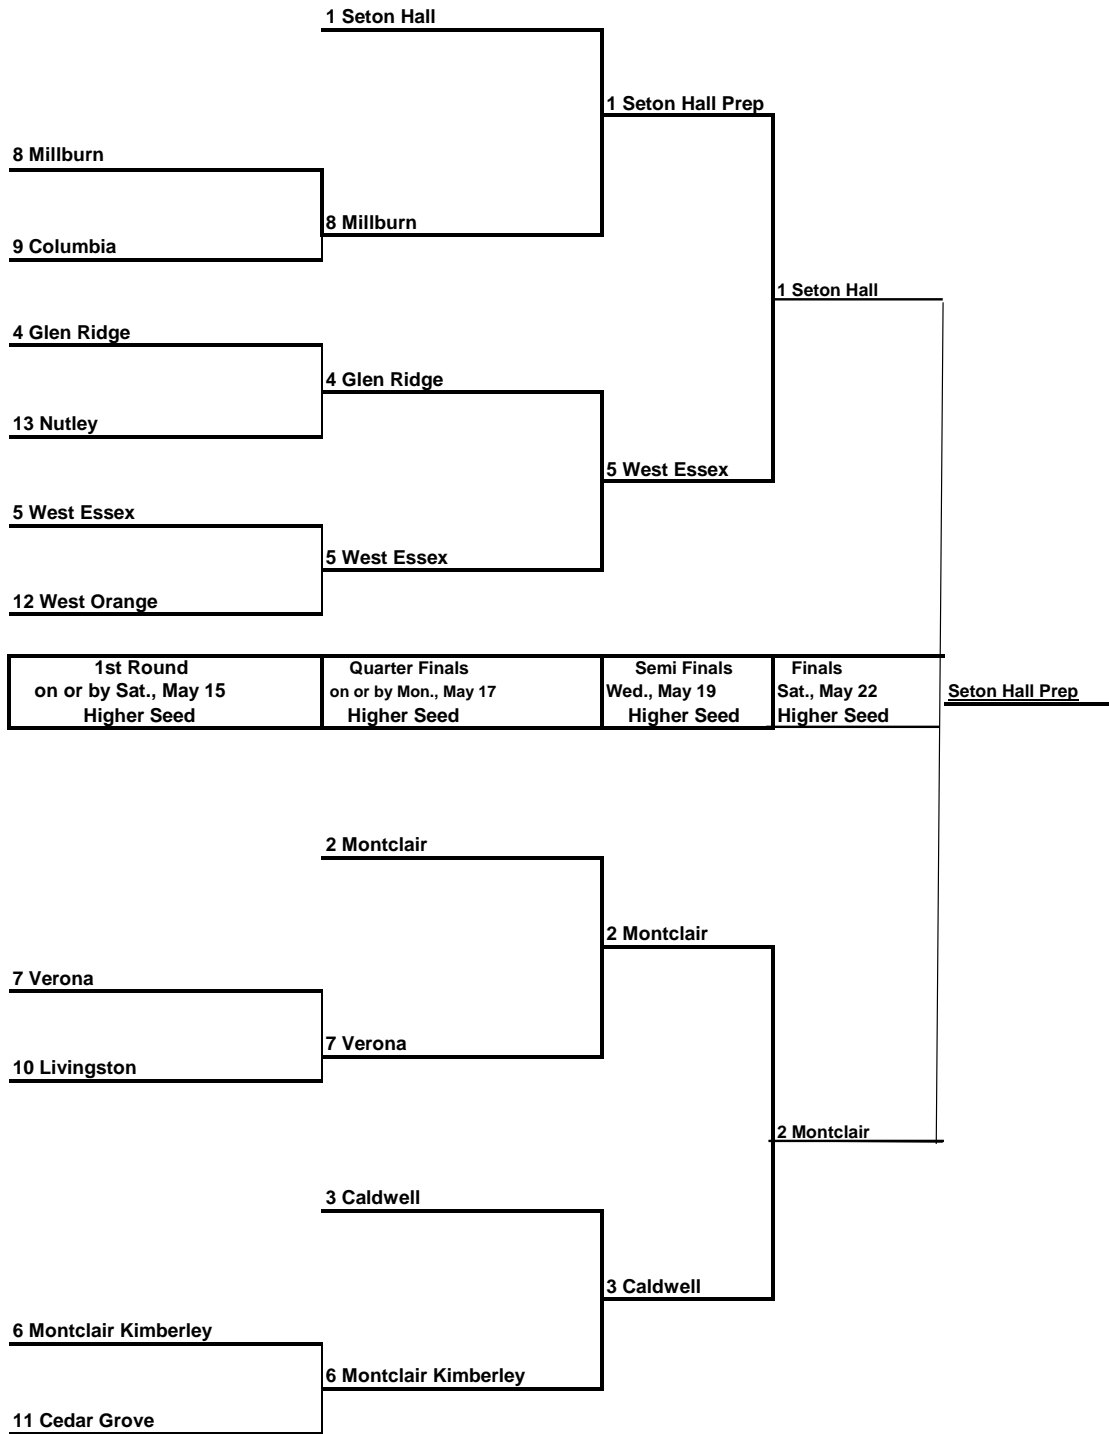 1 Seton Hall
1 Seton Hall Prep
8 Millburn
8 Millburn
9 Columbia
1 Seton Hall
4 Glen Ridge
4 Glen Ridge
13 Nutley
5 West Essex
5 West Essex
5 West Essex
12 West Orange
1st Round
on or by Sat., May 15
Higher Seed
Quarter Finals
on or by Mon., May 17
Higher Seed
Semi Finals
Wed., May 19
Higher Seed
Finals
Sat., May 22
Higher Seed
Seton Hall Prep
2 Montclair
2 Montclair
7 Verona
7 Verona
10 Livingston
2 Montclair
3 Caldwell
3 Caldwell
6 Montclair Kimberley
6 Montclair Kimberley
11 Cedar Grove